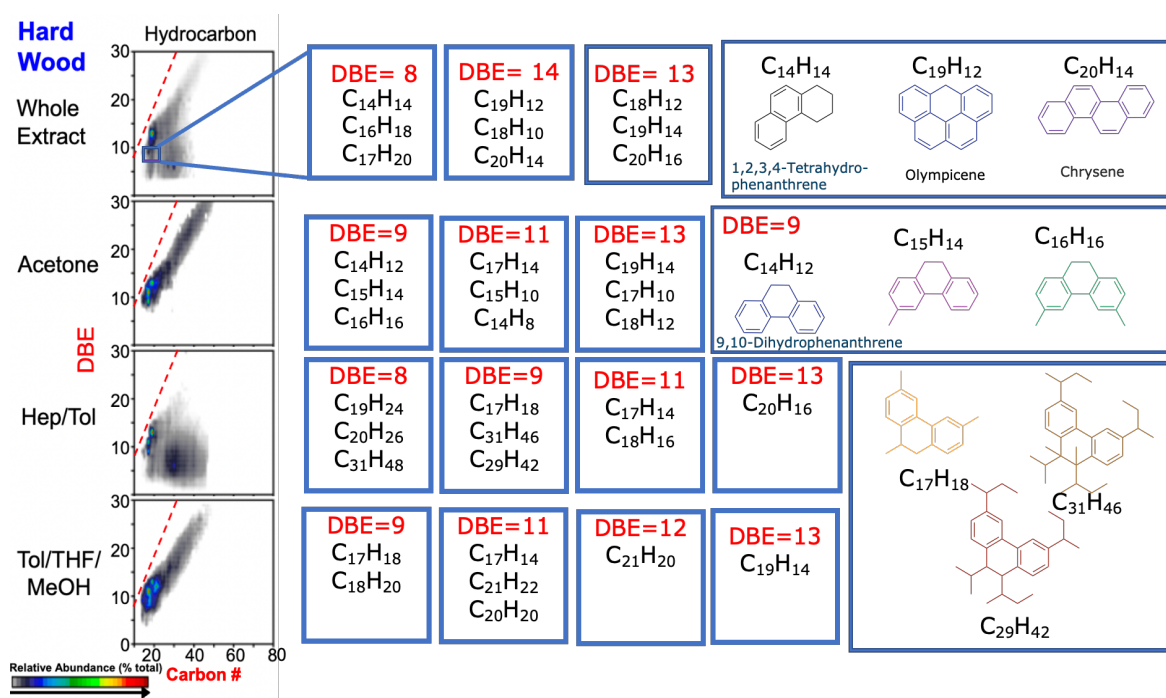 Hard
Wood
Hydrocarbon
Whole
Extract
30
20
10
DBE= 8
C₁₄H₁₄
C₁₆H₁₈
C₁₇H₂₀
DBE= 14
C₁₉H₁₂
C₁₈H₁₀
C₂₀H₁₄
DBE= 13
C₁₈H₁₂
C₁₉H₁₄
C₂₀H₁₆
C₁₄H₁₄
1,2,3,4-Tetrahydro-
phenanthrene
C₁₉H₁₂
Olympicene
C₂₀H₁₄
Chrysene
Acetone
30
20
10
DBE=9
C₁₄H₁₂
C₁₅H₁₄
C₁₆H₁₆
DBE=11
C₁₇H₁₄
C₁₅H₁₀
C₁₄H₈
DBE=13
C₁₉H₁₄
C₁₇H₁₀
C₁₈H₁₂
DBE=9
C₁₄H₁₂
9,10-Dihydrophenanthrene
C₁₅H₁₄
C₁₆H₁₆
DBE
Hep/Tol
30
20
10
DBE=8
C₁₉H₂₄
C₂₀H₂₆
C₃₁H₄₈
DBE=9
C₁₇H₁₈
C₃₁H₄₆
C₂₉H₄₂
DBE=11
C₁₇H₁₄
C₁₈H₁₆
DBE=13
C₂₀H₁₆
C₁₇H₁₈
C₃₁H₄₆
C₂₉H₄₂
Tol/THF/
MeOH
30
20
10
0
DBE=9
C₁₇H₁₈
C₁₈H₂₀
DBE=11
C₁₇H₁₄
C₂₁H₂₂
C₂₀H₂₀
DBE=12
C₂₁H₂₀
DBE=13
C₁₉H₁₄
20 40 60 80
Relative Abundance (% total)
Carbon #